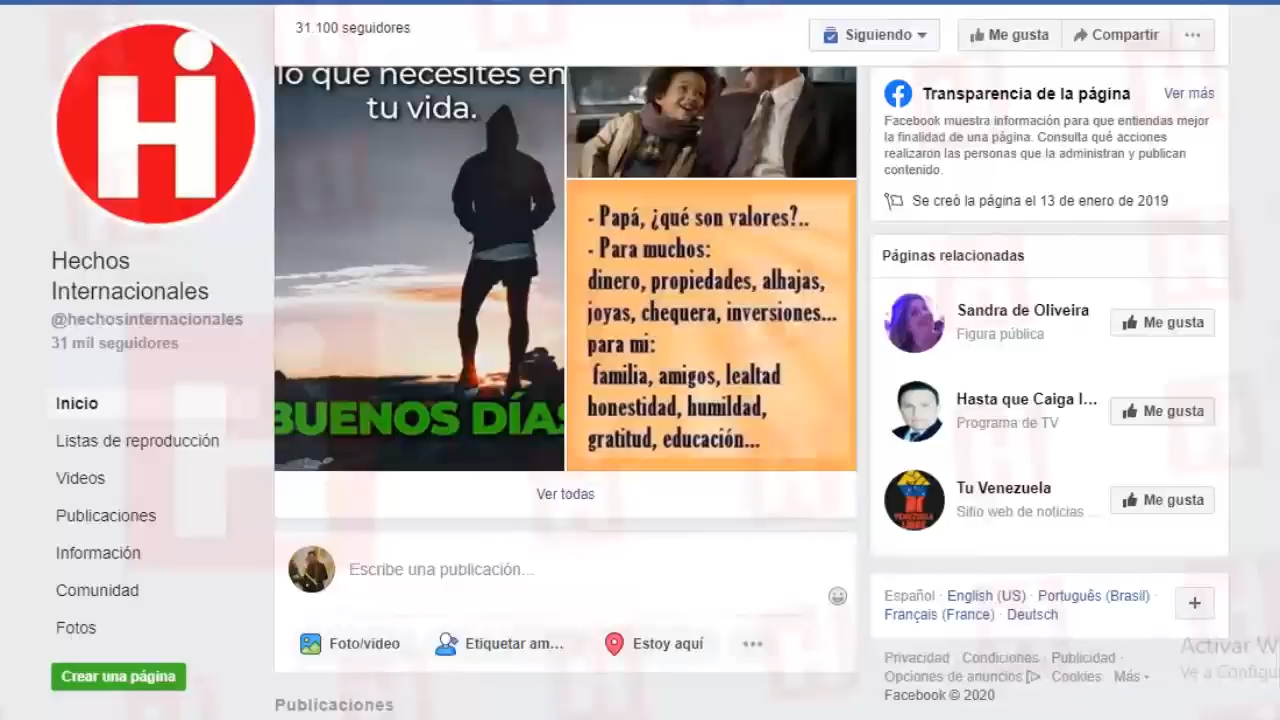 31.100 seguidores
Siguiendo
Me gusta
Compartir
Hi
Hechos
Internacionales
@hechosinternacionales
31 mil seguidores
Inicio
Listas de reproducción
Videos
Publicaciones
Información
Comunidad
Fotos
Crear una página
lo que necesites en
tu vida.
BUENOS DÍAS
- Papá, ¿qué son valores?..
- Para muchos:
dinero, propiedades, alhajas,
joyas, chequera, inversiones...
para mi:
familia, amigos, lealtad
honestidad, humildad,
gratitud, educación...
Ver todas
Escribe una publicación...
Foto/video
Etiquetar am...
Estoy aquí
Publicaciones
Transparencia de la página
Ver más
Facebook muestra información para que entiendas mejor
la finalidad de una página. Consulta qué acciones
realizaron las personas que la administran y publican
contenido.
Se creó la página el 13 de enero de 2019
Páginas relacionadas
Sandra de Oliveira
Figura pública
Me gusta
Hasta que Caiga l...
Programa de TV
Me gusta
Tu Venezuela
Sitio web de noticias ...
Me gusta
VENEZUELA
LIBRE
Español · English (US) · Português (Brasil) ·
Français (France) · Deutsch
Privacidad · Condiciones · Publicidad ·
Opciones de anuncios · Cookies · Más
Facebook © 2020
Activar W
Ve a Configu